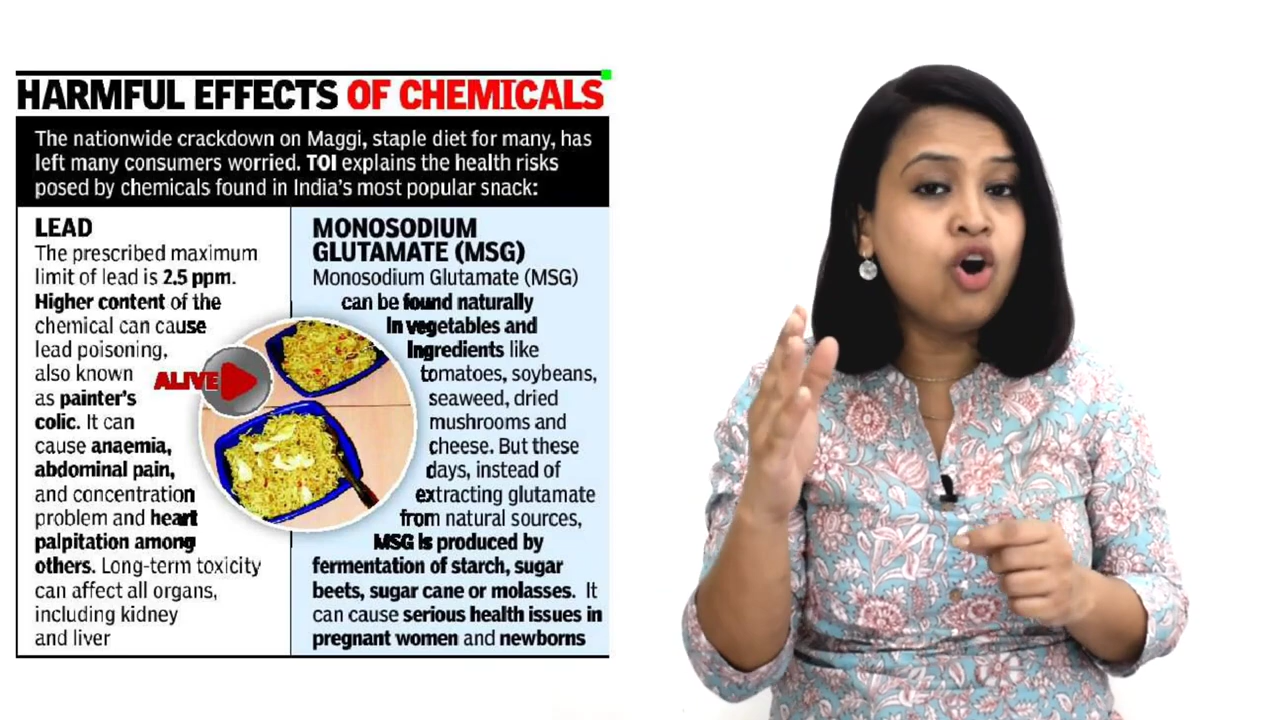 HARMFUL EFFECTS OF CHEMICALS
The nationwide crackdown on Maggi, staple diet for many, has
left many consumers worried. TOI explains the health risks
posed by chemicals found in India's most popular snack:
LEAD
The prescribed maximum
limit of lead is 2.5 ppm.
Higher content of the
chemical can cause
lead poisoning,
also known
as painter's
colic. It can
cause anaemia,
abdominal pain,
and concentration
problem and heart
palpitation among
others. Long-term toxicity
can affect all organs,
including kidney
and liver
ALIVE
MONOSODIUM
GLUTAMATE (MSG)
Monosodium Glutamate (MSG)
can be found naturally
in vegetables and
ingredients like
tomatoes, soybeans,
seaweed, dried
mushrooms and
cheese. But these
days, instead of
extracting glutamate
from natural sources,
MSG is produced by
fermentation of starch, sugar
beets, sugar cane or molasses. It
can cause serious health issues in
pregnant women and newborns